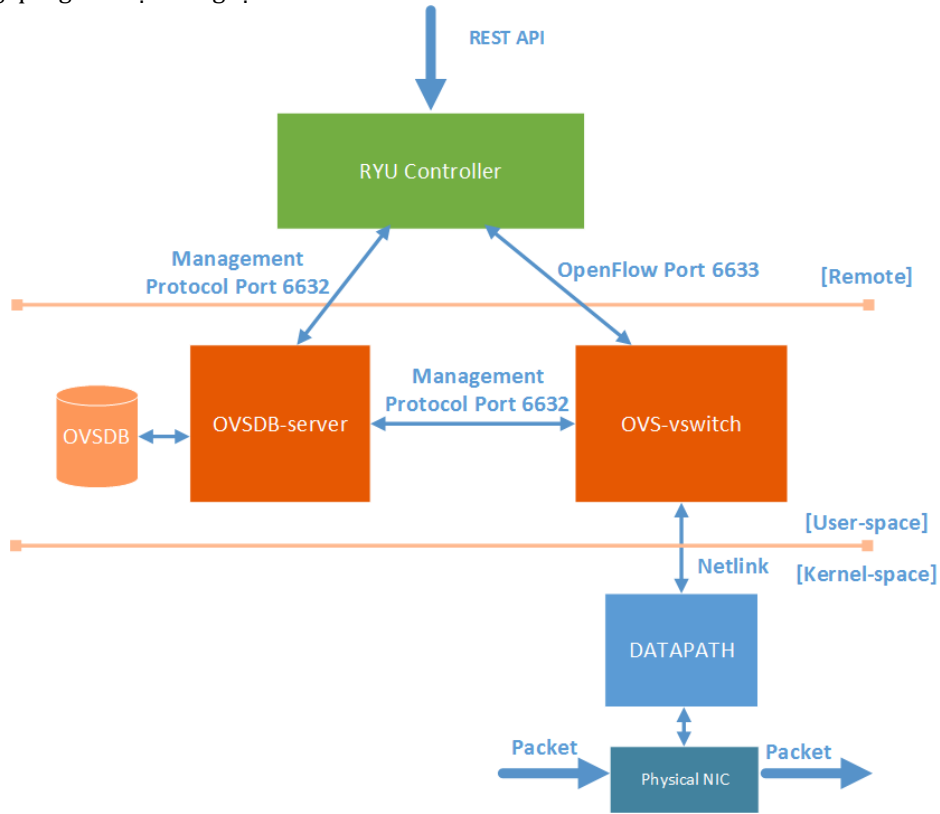 REST API
RYU Controller
Management
Protocol Port 6632
OpenFlow Port 6633
[Remote]
OVSDB
OVSDB-server
Management
Protocol Port 6632
OVS-vswitch
[User-space]
Netlink
[Kernel-space]
DATAPATH
Packet
Physical NIC
Packet